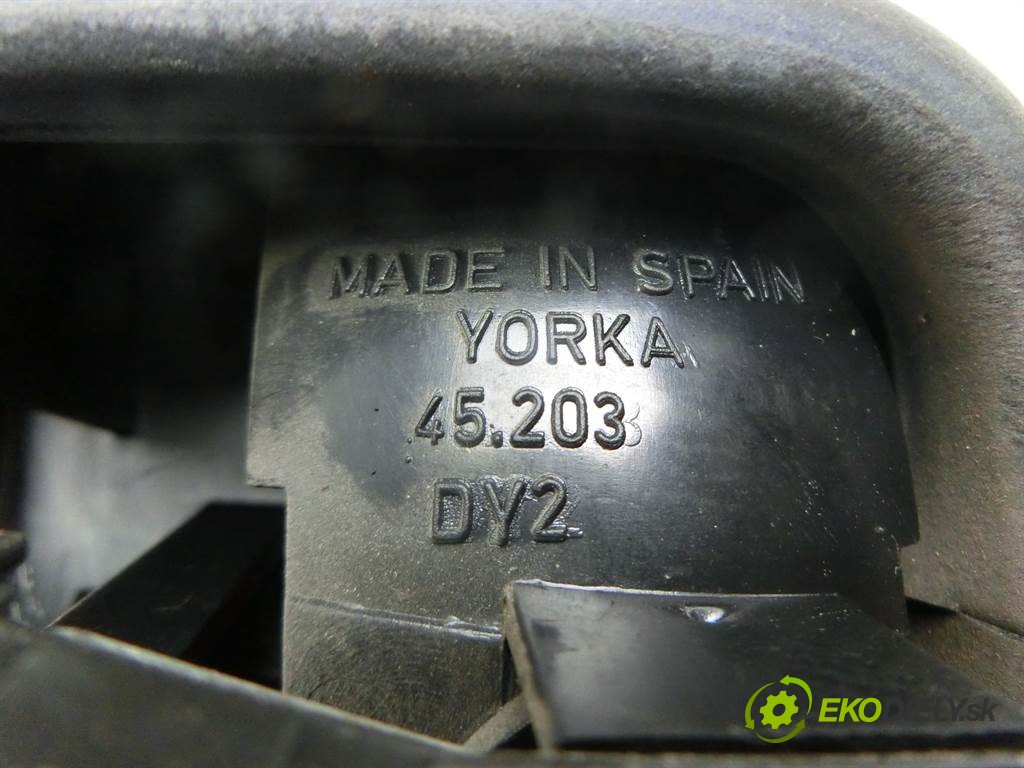 MADE IN SPAIN
YORKA
45.203
DY2
EKODIELY.sk